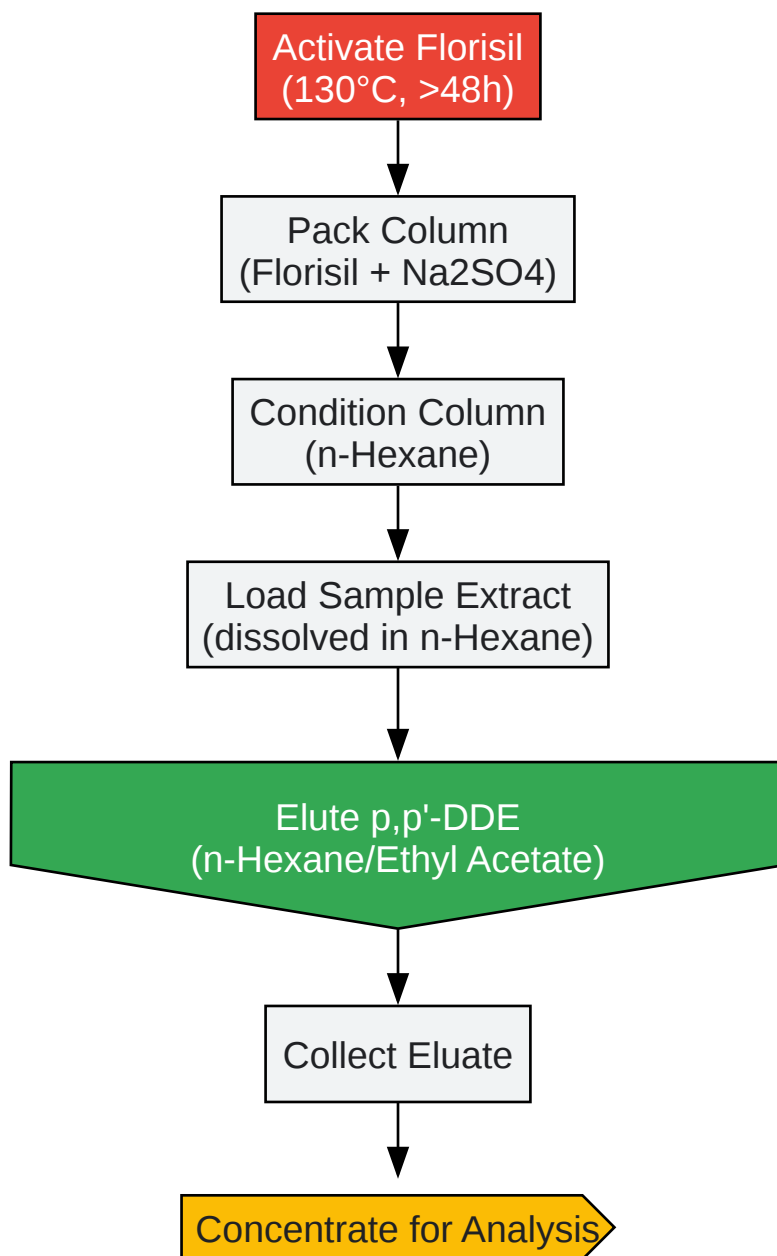 Activate Florisil
(130°C, >48h)
Pack Column
(Florisil + Na2SO4)
Condition Column
(n-Hexane)
Load Sample Extract
(dissolved in n-Hexane)
Elute p,p'-DDE
(n-Hexane/Ethyl Acetate)
Collect Eluate
Concentrate for Analysis